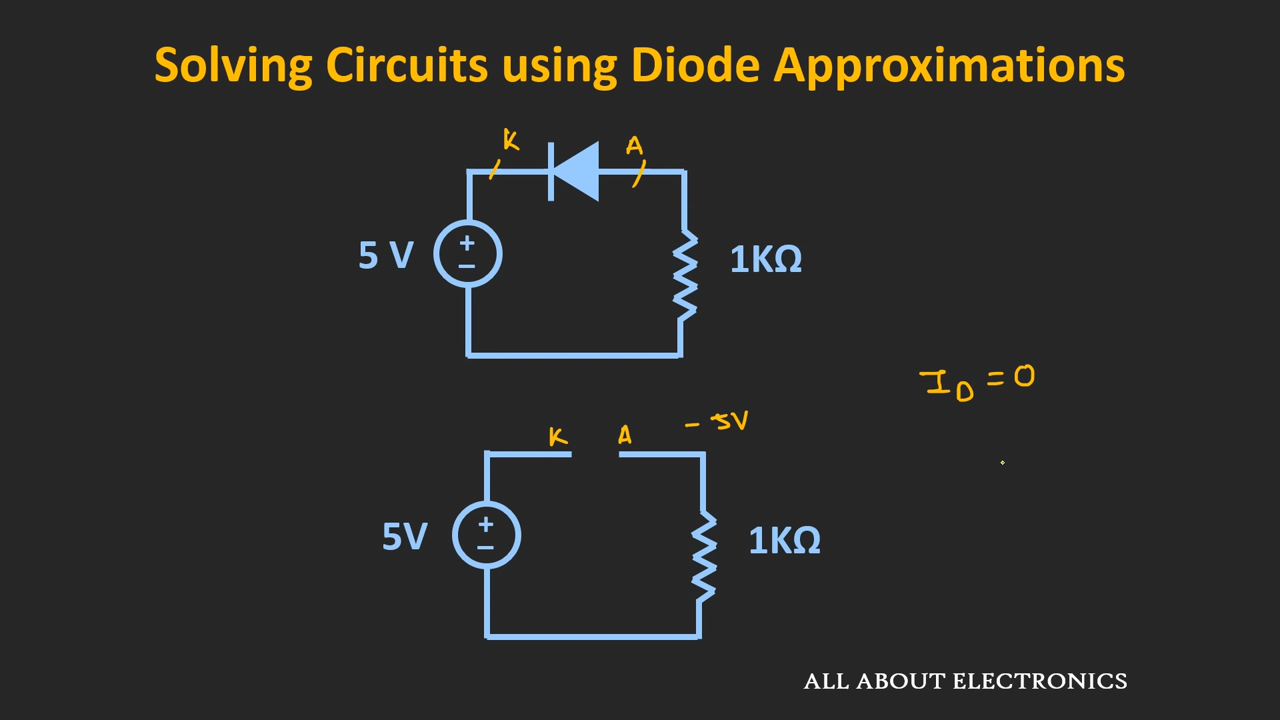 Solving Circuits using Diode Approximations
K A
5 V + − 1KΩ
I_D = 0
K A − 5V
5V + − 1KΩ
ALL ABOUT ELECTRONICS